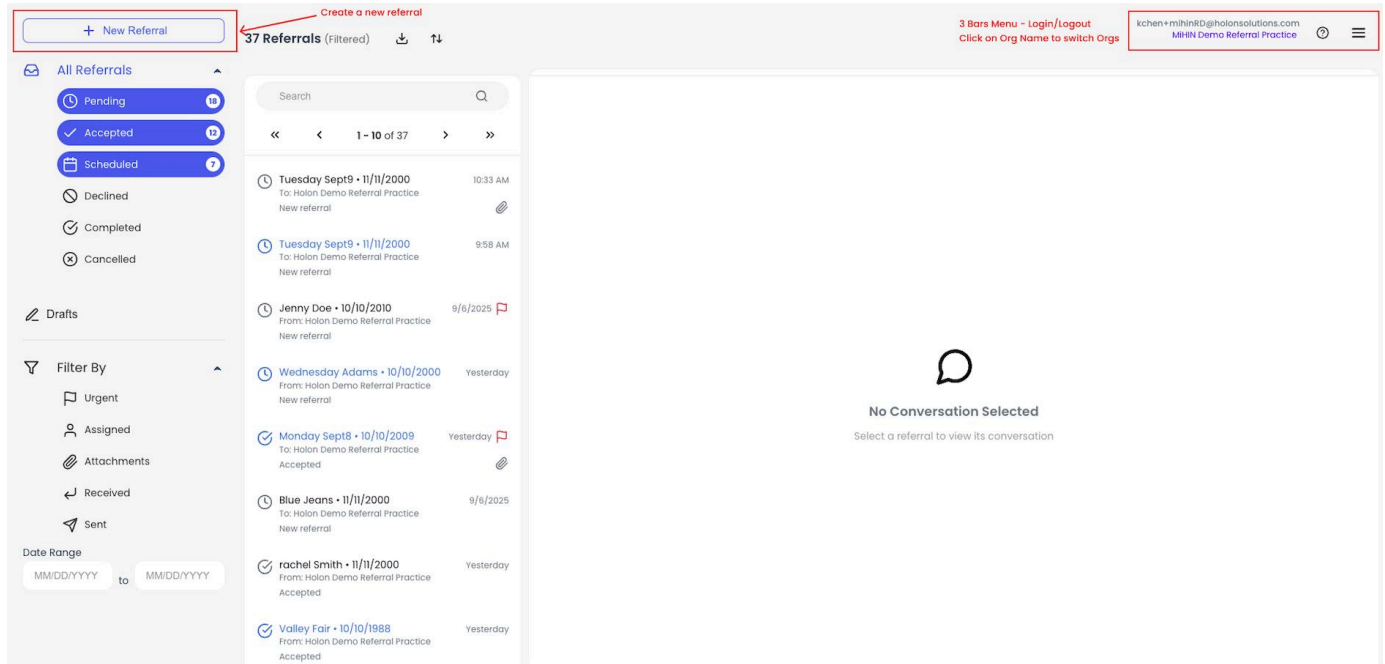 Create a new referral
+ New Referral
37 Referrals (Filtered)
3 Bars Menu - Login/Logout
Click on Org Name to switch Orgs
kchen+mihinRD@holonsolutions.com
MiHIN Demo Referral Practice
All Referrals
Pending 18
Accepted 12
Scheduled 7
Declined
Completed
Cancelled
Drafts
Filter By
Urgent
Assigned
Attachments
Received
Sent
Date Range
MM/DD/YYYY to MM/DD/YYYY
Search
« ‹ 1 - 10 of 37 › »
Tuesday Sept9 • 11/11/2000 10:33 AM
To: Holon Demo Referral Practice
New referral
Tuesday Sept9 • 11/11/2000 9:58 AM
To: Holon Demo Referral Practice
New referral
Jenny Doe • 10/10/2010 9/6/2025
From: Holon Demo Referral Practice
New referral
Wednesday Adams • 10/10/2000 Yesterday
From: Holon Demo Referral Practice
New referral
Monday Sept8 • 10/10/2009 Yesterday
To: Holon Demo Referral Practice
Accepted
Blue Jeans • 11/11/2000 9/6/2025
To: Holon Demo Referral Practice
New referral
rachel Smith • 11/11/2000 Yesterday
From: Holon Demo Referral Practice
Accepted
Valley Fair • 10/10/1988 Yesterday
From: Holon Demo Referral Practice
Accepted
No Conversation Selected
Select a referral to view its conversation